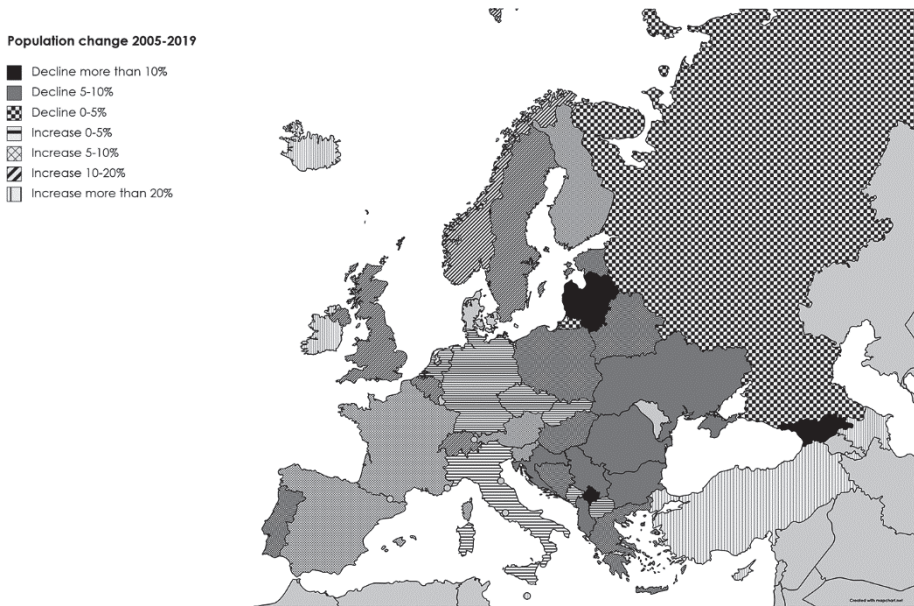 Population change 2005-2019
Decline more than 10%
Decline 5-10%
Decline 0-5%
Increase 0-5%
Increase 5-10%
Increase 10-20%
Increase more than 20%
Created with mapchart.net